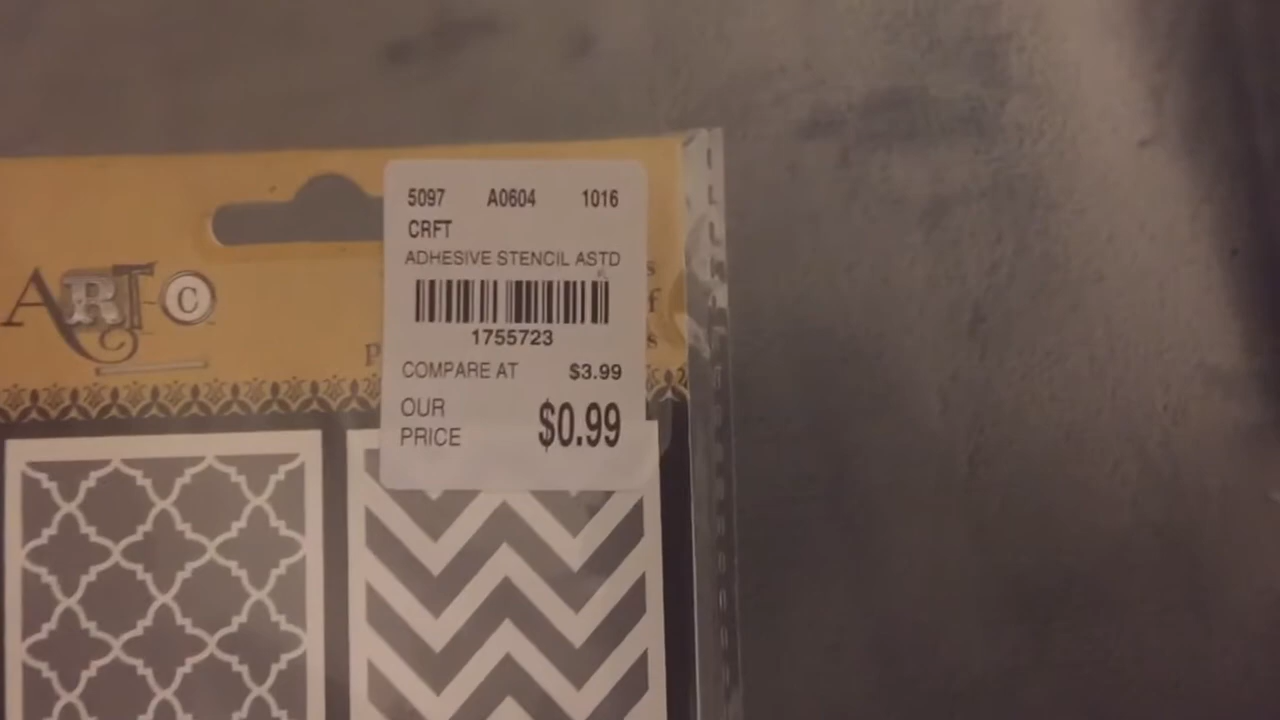 5097 A0604 1016
CRFT
ADHESIVE STENCIL ASTD
1755723
COMPARE AT $3.99
OUR
PRICE $0.99
ART C
s
f
s
p